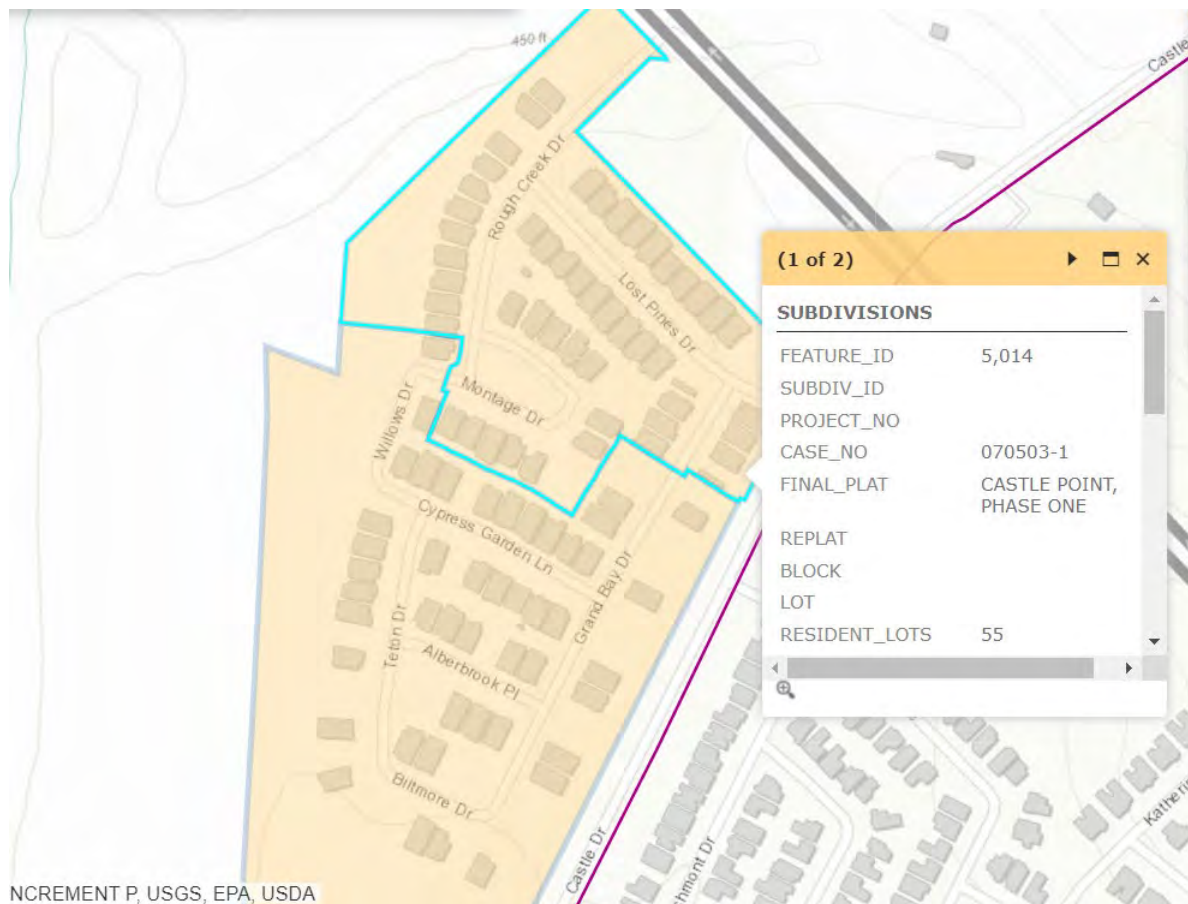 450 ft
Castle
Rough Creek Dr
Lost Pines Dr
Montage Dr
Willows Dr
Cypress Garden Ln
Grand Bay Dr
Teton Dr
Alberbrook Pl
Biltmore Dr
Castle Dr
chmont Dr
Katherin
(1 of 2)
SUBDIVISIONS
FEATURE_ID 5,014
SUBDIV_ID
PROJECT_NO
CASE_NO 070503-1
FINAL_PLAT CASTLE POINT,
PHASE ONE
REPLAT
BLOCK
LOT
RESIDENT_LOTS 55
NCREMENT P, USGS, EPA, USDA